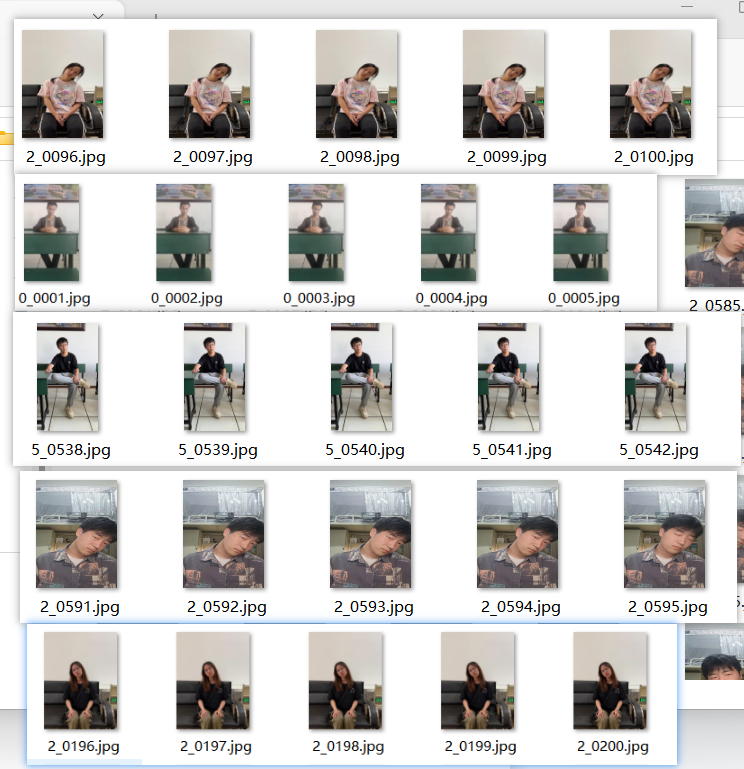 2_0096.jpg 2_0097.jpg 2_0098.jpg 2_0099.jpg 2_0100.jpg
0_0001.jpg 0_0002.jpg 0_0003.jpg 0_0004.jpg 0_0005.jpg
2_0585.
5_0538.jpg 5_0539.jpg 5_0540.jpg 5_0541.jpg 5_0542.jpg
2_0591.jpg 2_0592.jpg 2_0593.jpg 2_0594.jpg 2_0595.jpg
5.
2_0196.jpg 2_0197.jpg 2_0198.jpg 2_0199.jpg 2_0200.jpg